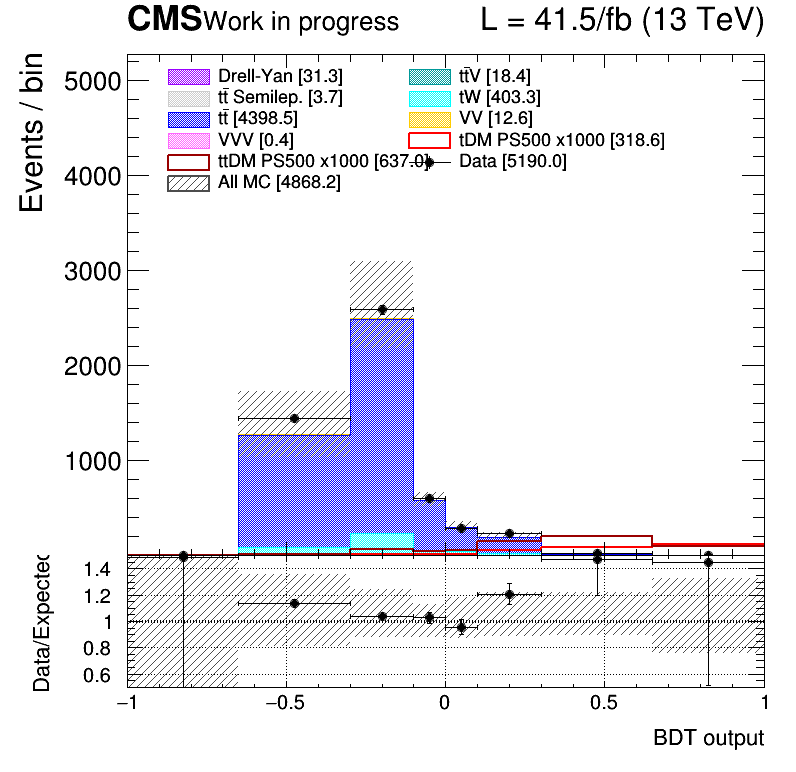 CMS Work in progress L = 41.5/fb (13 TeV)
Events / bin
5000
4000
3000
2000
1000
Drell-Yan [31.3]
tt̄ Semilep. [3.7]
tt̄ [4398.5]
VVV [0.4]
ttDM PS500 x1000 [637.0]
All MC [4868.2]
tt̄V [18.4]
tW [403.3]
VV [12.6]
tDM PS500 x1000 [318.6]
Data [5190.0]
Data/Expected
1.4
1.2
1
0.8
0.6
−1 −0.5 0 0.5 1
BDT output